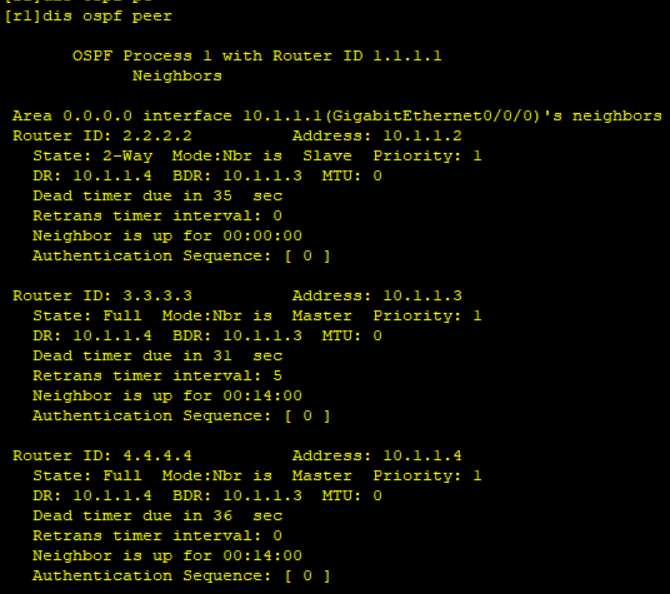 [r1]dis ospf peer
OSPF Process 1 with Router ID 1.1.1.1
Neighbors
Area 0.0.0.0 interface 10.1.1.1(GigabitEthernet0/0/0)'s neighbors
Router ID: 2.2.2.2 Address: 10.1.1.2
State: 2-Way Mode:Nbr is Slave Priority: 1
DR: 10.1.1.4 BDR: 10.1.1.3 MTU: 0
Dead timer due in 35 sec
Retrans timer interval: 0
Neighbor is up for 00:00:00
Authentication Sequence: [ 0 ]
Router ID: 3.3.3.3 Address: 10.1.1.3
State: Full Mode:Nbr is Master Priority: 1
DR: 10.1.1.4 BDR: 10.1.1.3 MTU: 0
Dead timer due in 31 sec
Retrans timer interval: 5
Neighbor is up for 00:14:00
Authentication Sequence: [ 0 ]
Router ID: 4.4.4.4 Address: 10.1.1.4
State: Full Mode:Nbr is Master Priority: 1
DR: 10.1.1.4 BDR: 10.1.1.3 MTU: 0
Dead timer due in 36 sec
Retrans timer interval: 0
Neighbor is up for 00:14:00
Authentication Sequence: [ 0 ]